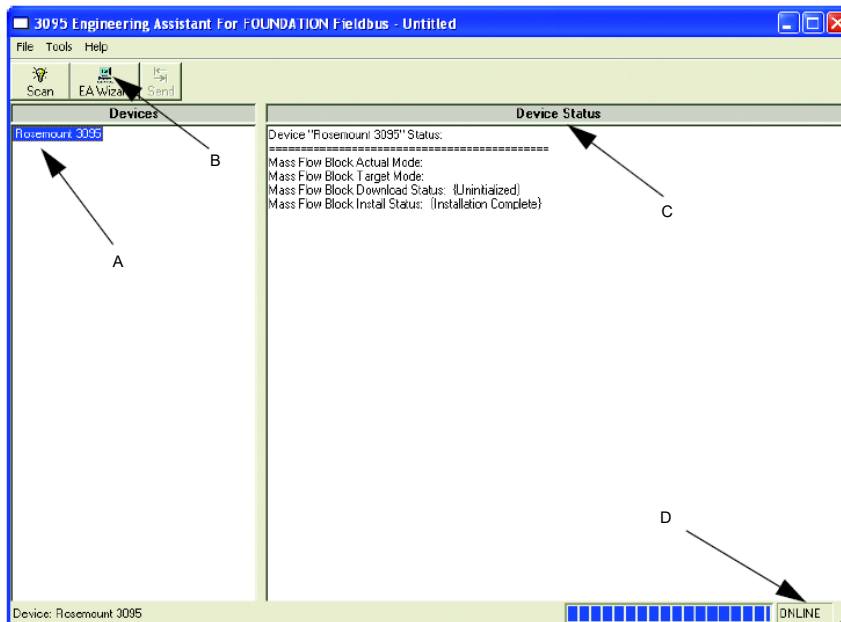 3095 Engineering Assistant For FOUNDATION Fieldbus - Untitled
File Tools Help
Scan EA Wizard Send
Devices
Device Status
Rosemount 3095
Device "Rosemount 3095" Status:
============================================
Mass Flow Block Actual Mode:
Mass Flow Block Target Mode:
Mass Flow Block Download Status: {Uninitialized}
Mass Flow Block Install Status: {Installation Complete}
A
B
C
D
Device: Rosemount 3095
ONLINE